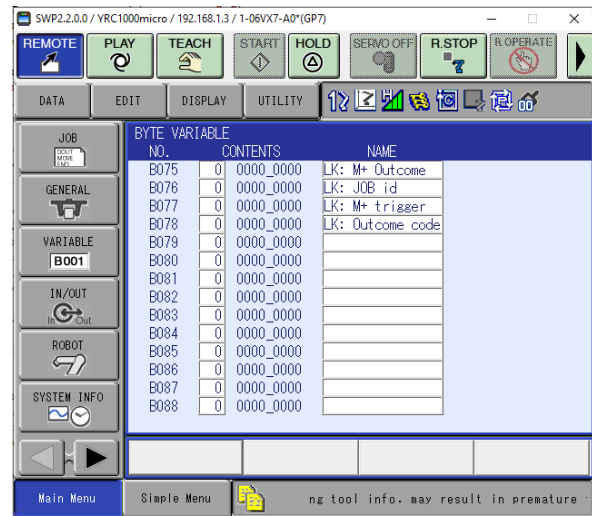 SWP2.2.0.0 / YRC1000micro / 192.168.1.3 / 1-06VX7-A0*(GP7)
REMOTE PLAY TEACH START HOLD SERVO OFF R.STOP R.OPERATE
DATA EDIT DISPLAY UTILITY
JOB
DOUT
MOVE
END
GENERAL
VARIABLE
B001
IN/OUT
In Out
ROBOT
SYSTEM INFO
BYTE VARIABLE
NO. CONTENTS NAME
B075 0 0000_0000 LK: M+ Outcome
B076 0 0000_0000 LK: JOB id
B077 0 0000_0000 LK: M+ trigger
B078 0 0000_0000 LK: Outcome code
B079 0 0000_0000
B080 0 0000_0000
B081 0 0000_0000
B082 0 0000_0000
B083 0 0000_0000
B084 0 0000_0000
B085 0 0000_0000
B086 0 0000_0000
B087 0 0000_0000
B088 0 0000_0000
Main Menu Simple Menu ng tool info. may result in premature